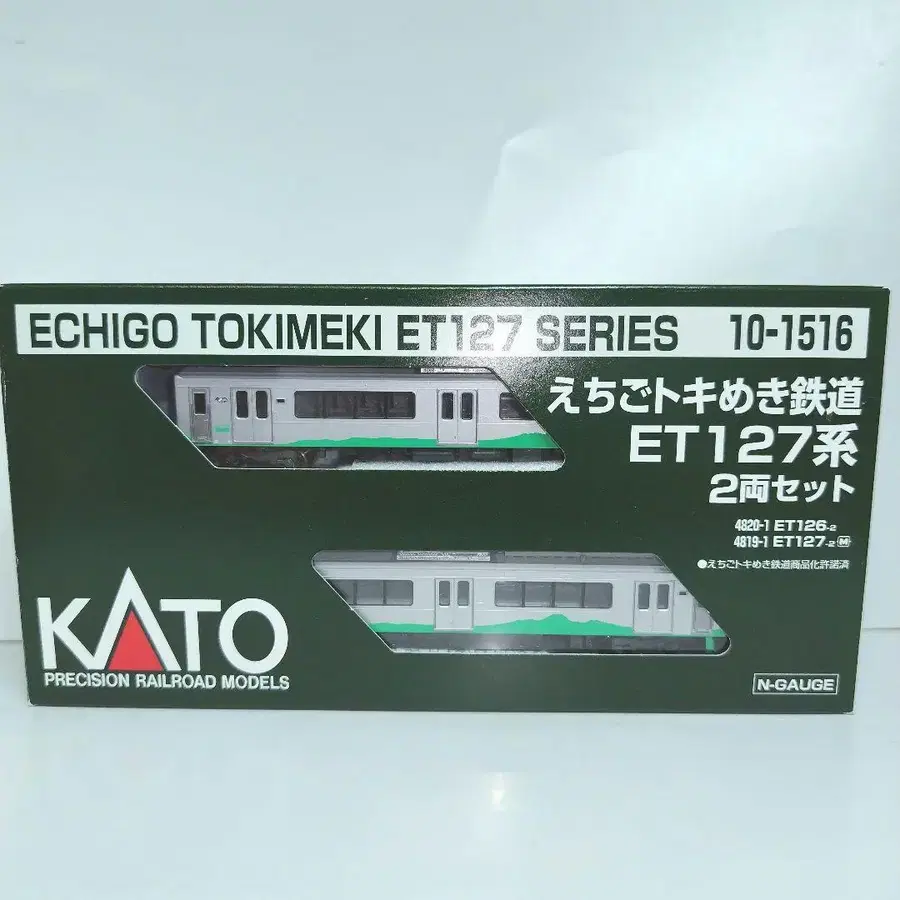 ECHIGO TOKIMEKI ET127 SERIES 10-1516
えちごトキめき鉄道
ET127系
2両セット
4820-1 ET126-2
4819-1 ET127-2 M
●えちごトキめき鉄道商品化許諾済
KATO
PRECISION RAILROAD MODELS
N-GAUGE